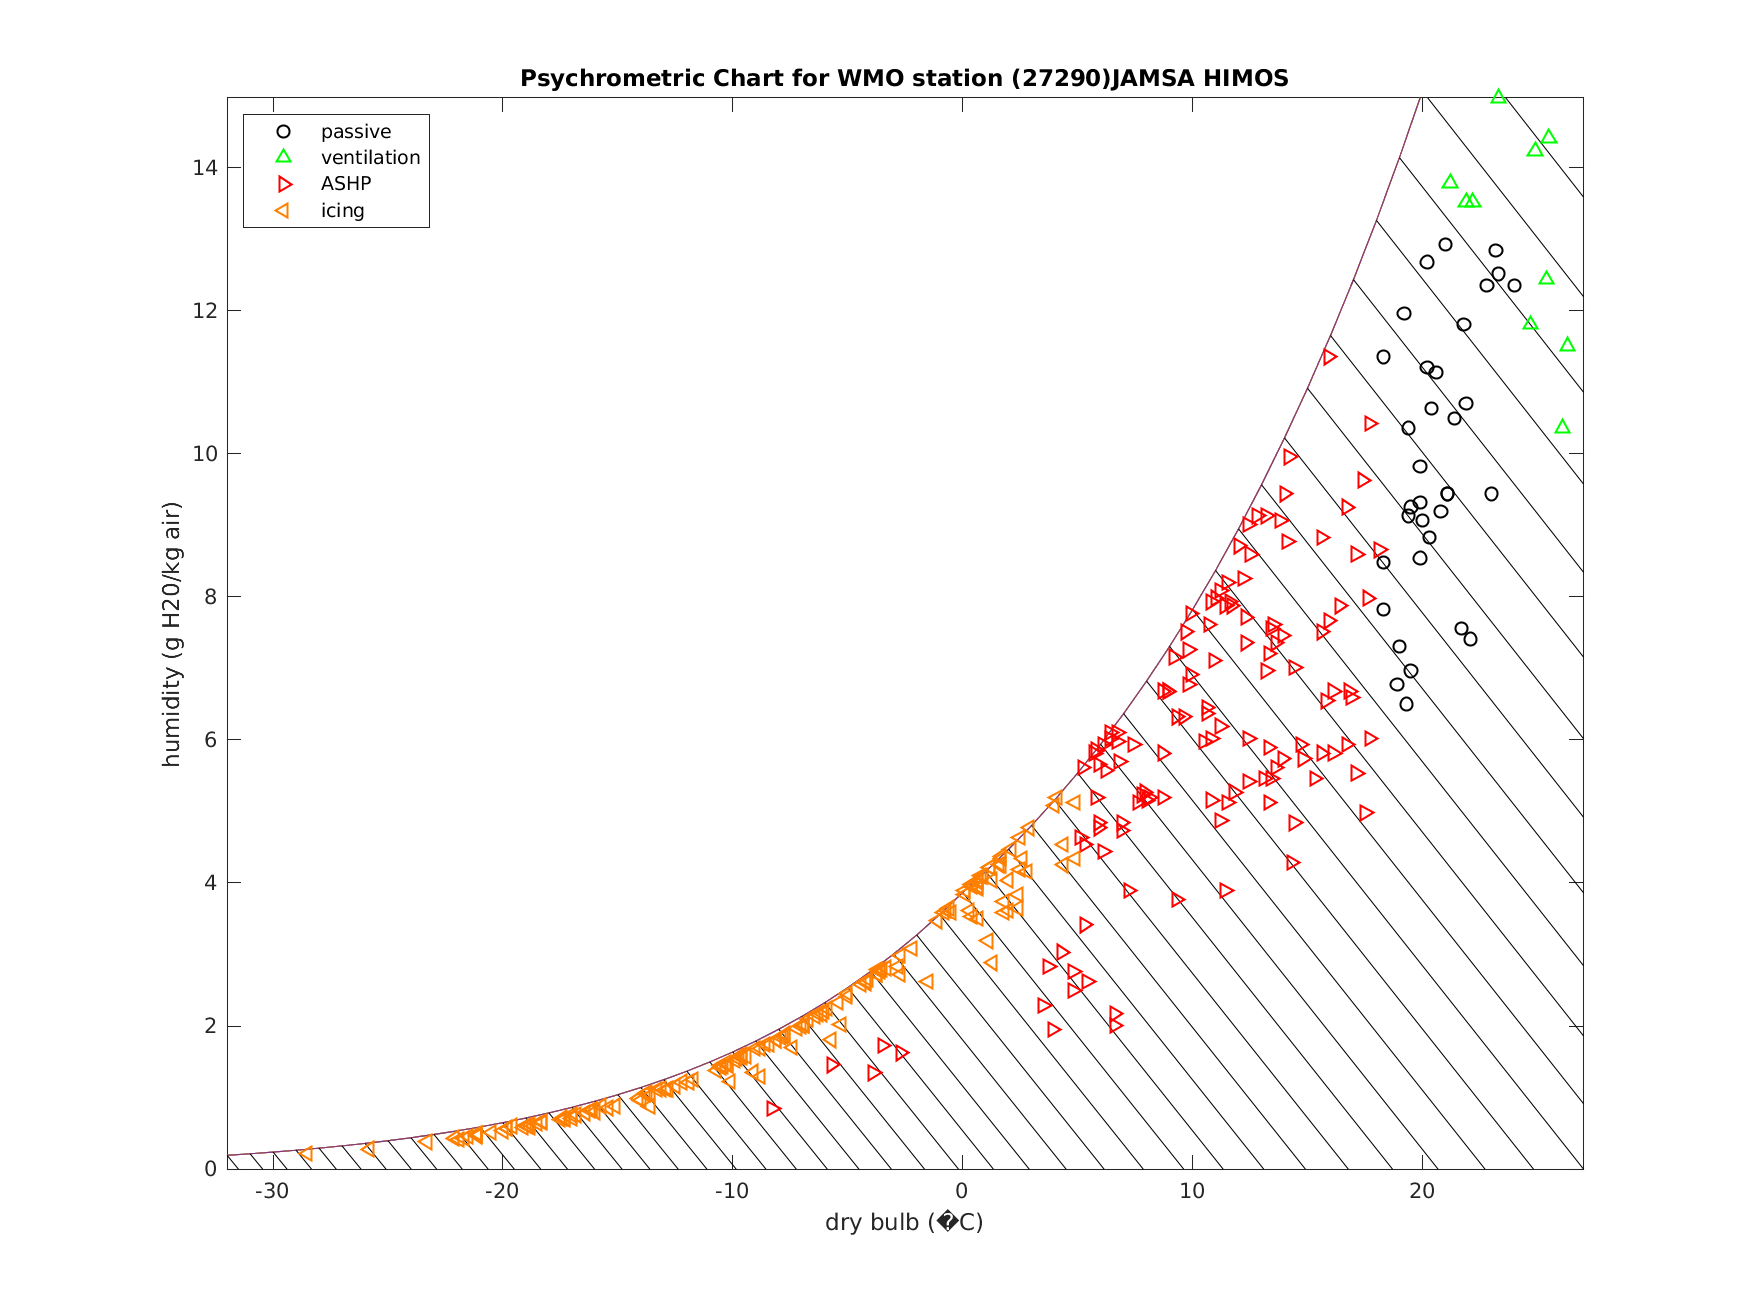 Psychrometric Chart for WMO station (27290)JAMSA HIMOS
passive
ventilation
ASHP
icing
14
12
10
8
6
4
2
0
humidity (g H20/kg air)
-30
-20
-10
0
10
20
dry bulb (�C)